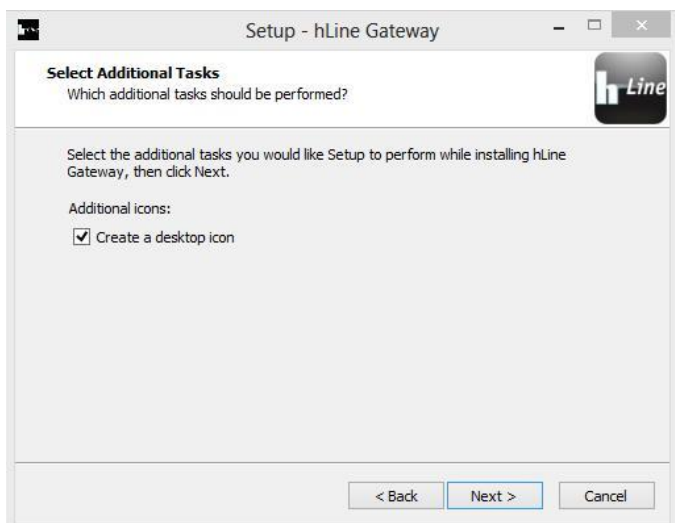 Setup - hLine Gateway
Select Additional Tasks
Which additional tasks should be performed?
h Line
Select the additional tasks you would like Setup to perform while installing hLine
Gateway, then click Next.
Additional icons:
Create a desktop icon
< Back
Next >
Cancel